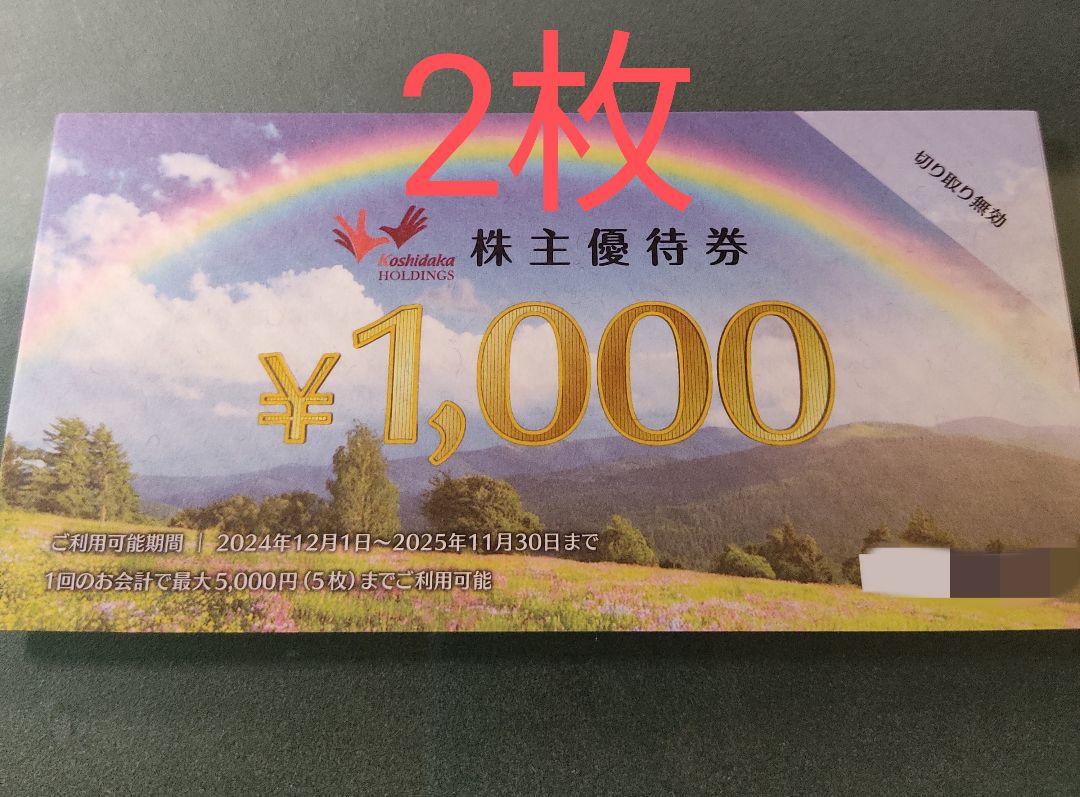 2枚
切り取り無効
Koshidaka
HOLDINGS
株主優待券
¥1,000
ご利用可能期間 | 2024年12月1日~2025年11月30日まで
1回のお会計で最大5,000円(5枚)までご利用可能